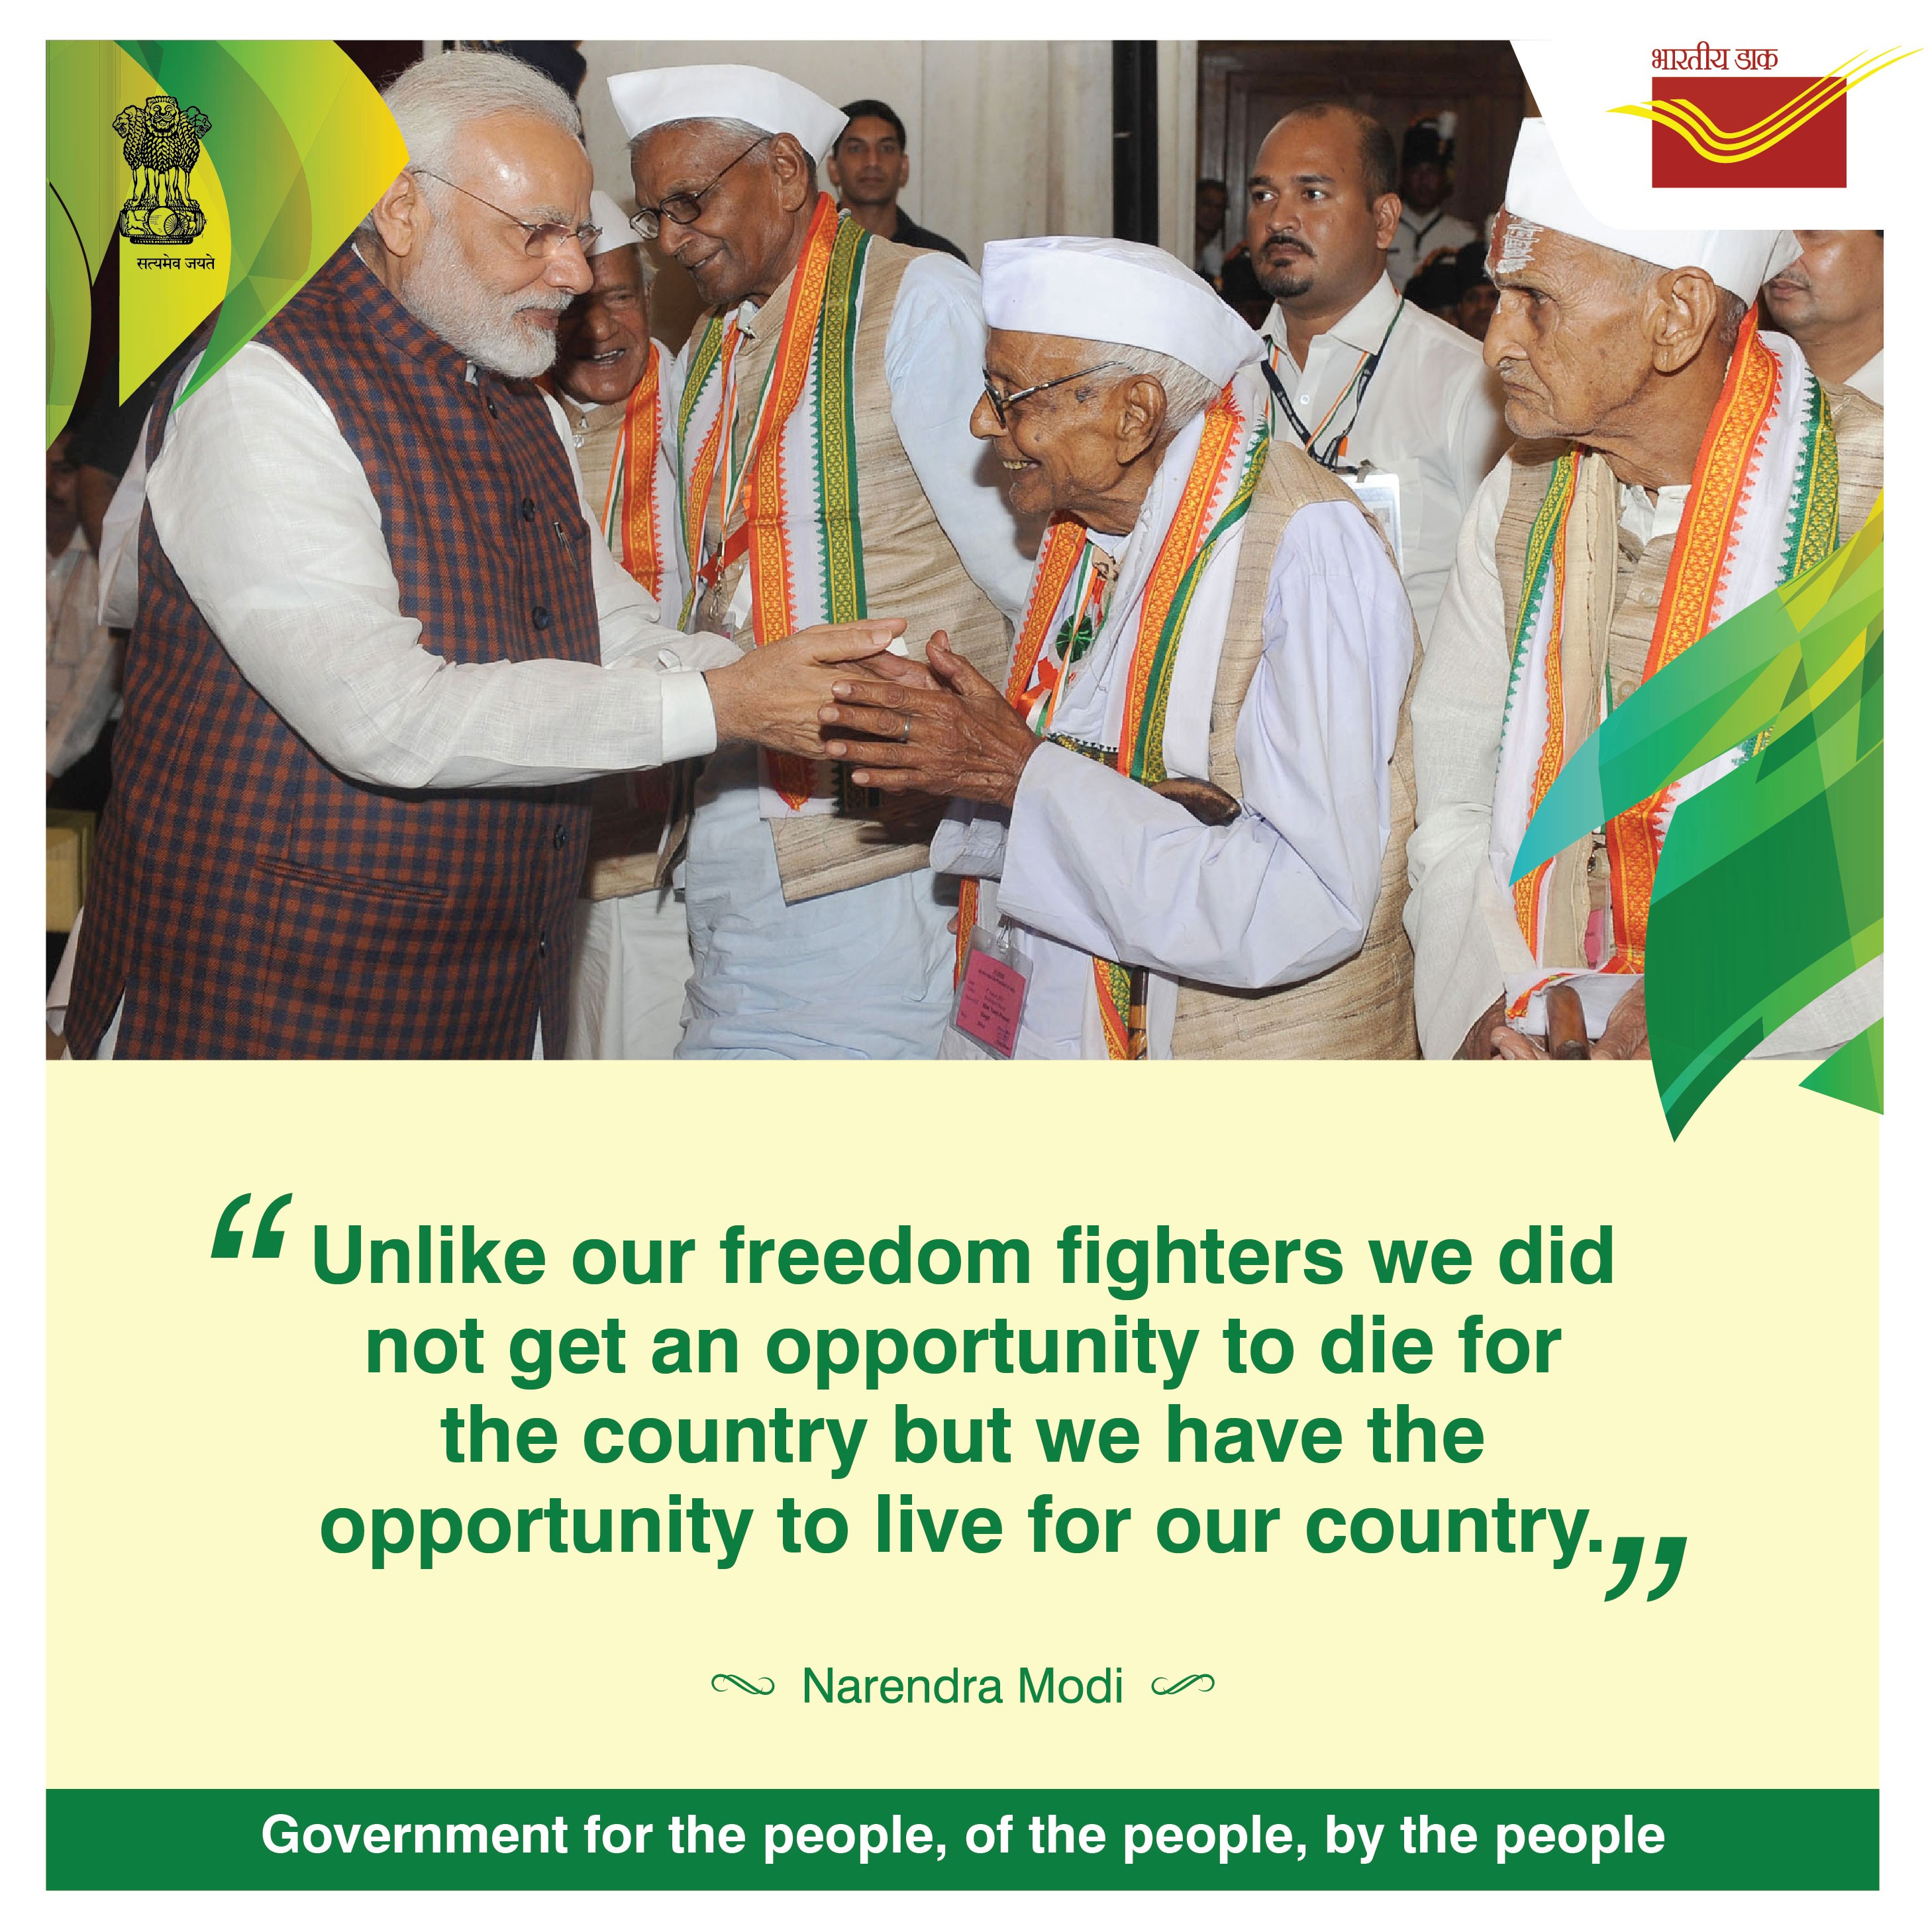 सत्यमेव जयते
भारतीय डाक
“Unlike our freedom fighters we did
not get an opportunity to die for
the country but we have the
opportunity to live for our country.”
Narendra Modi
Government for the people, of the people, by the people